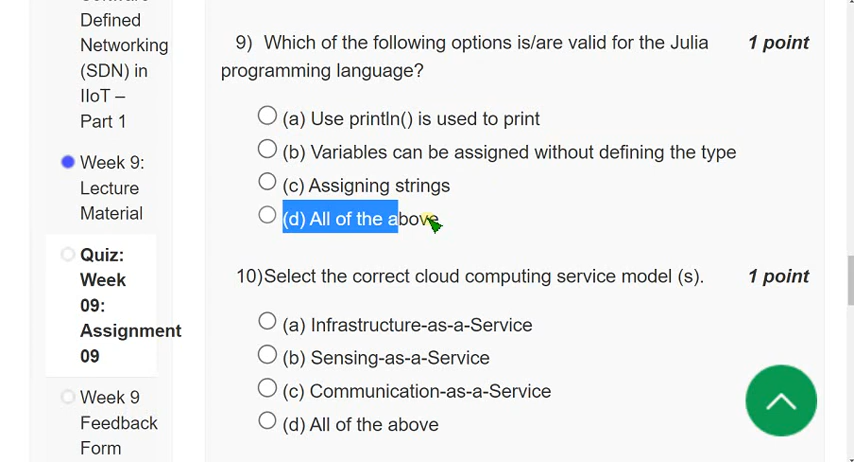 Defined
Networking
(SDN) in
IIoT –
Part 1
Week 9:
Lecture
Material
Quiz:
Week
09:
Assignment
09
Week 9
Feedback
Form
9) Which of the following options is/are valid for the Julia 1 point
programming language?
(a) Use println() is used to print
(b) Variables can be assigned without defining the type
(c) Assigning strings
(d) All of the above
10)Select the correct cloud computing service model (s). 1 point
(a) Infrastructure-as-a-Service
(b) Sensing-as-a-Service
(c) Communication-as-a-Service
(d) All of the above